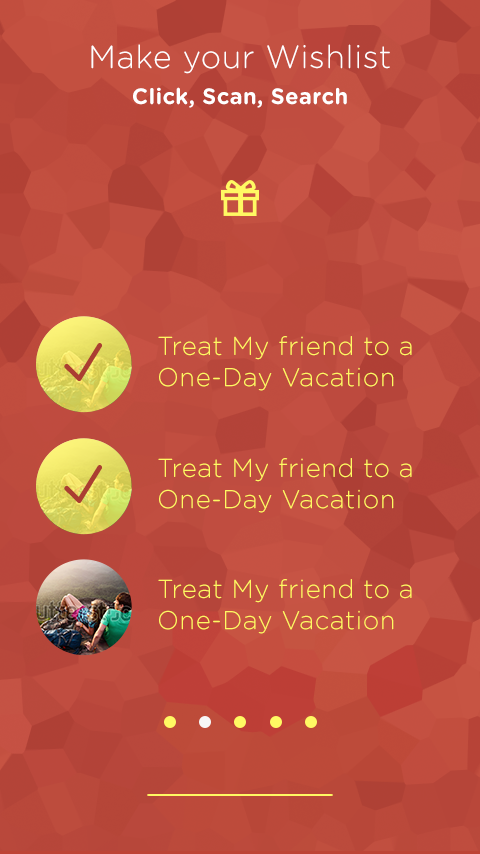 Make your Wishlist
Click, Scan, Search
Treat My friend to a
One-Day Vacation
Treat My friend to a
One-Day Vacation
Treat My friend to a
One-Day Vacation